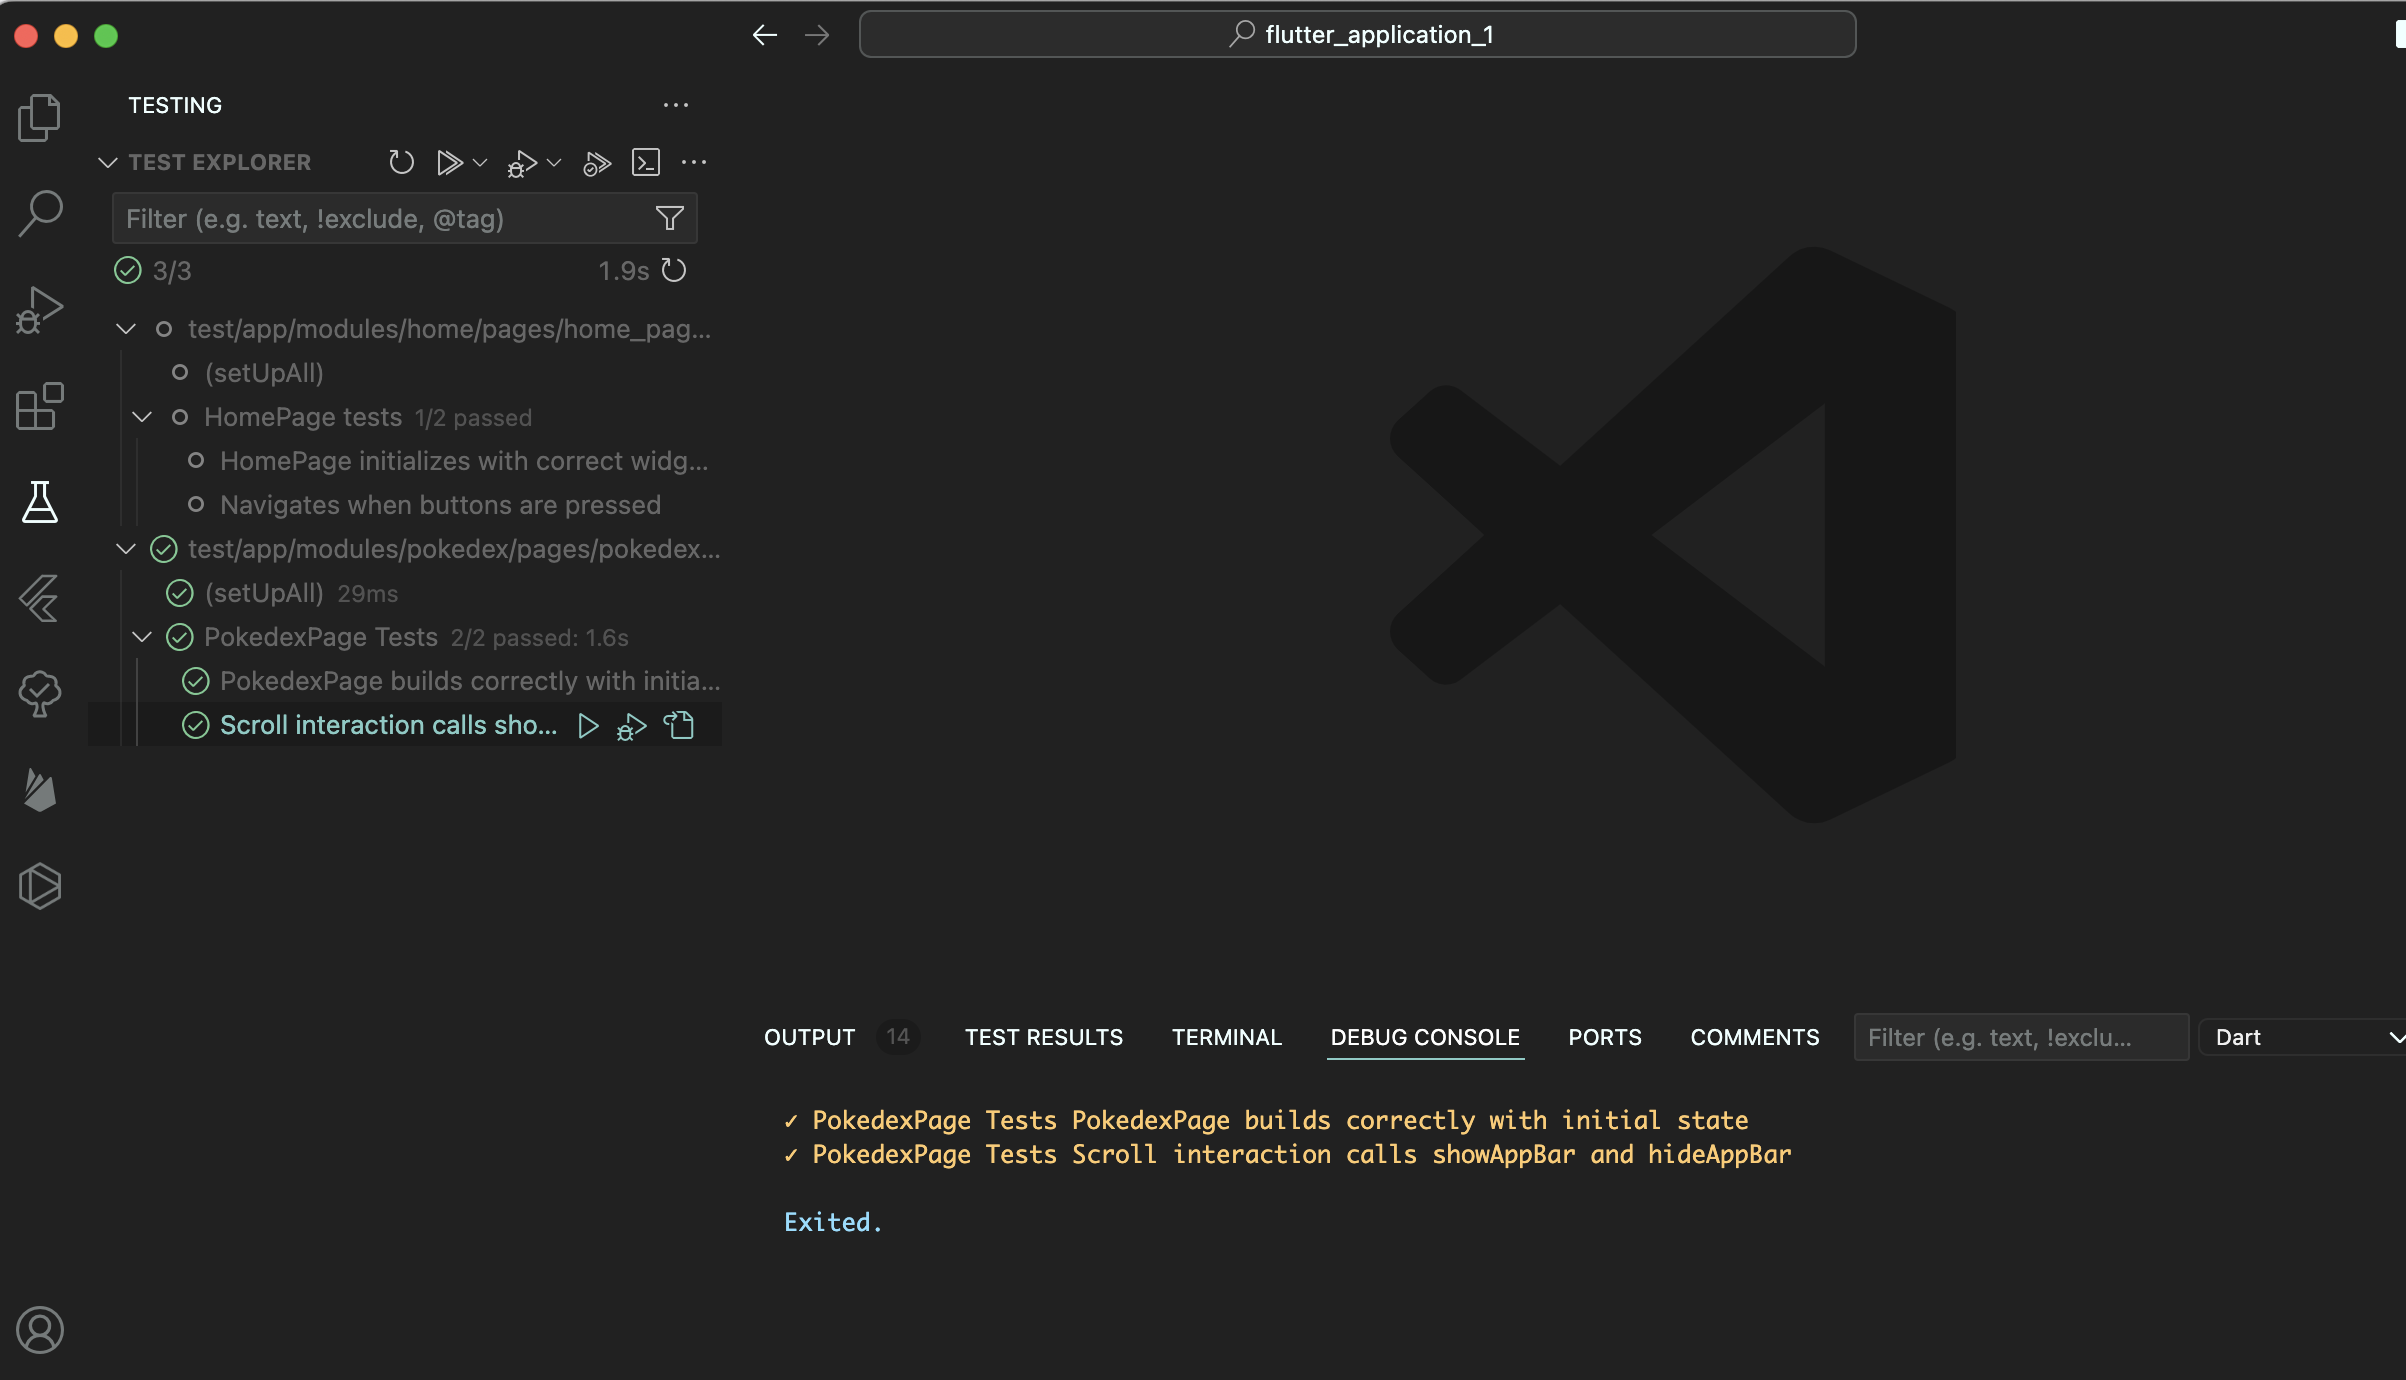 flutter_application_1
TESTING
TEST EXPLORER
Filter (e.g. text, !exclude, @tag)
3/3 1.9s
test/app/modules/home/pages/home_pag...
(setUpAll)
HomePage tests 1/2 passed
HomePage initializes with correct widg...
Navigates when buttons are pressed
test/app/modules/pokedex/pages/pokedex...
(setUpAll) 29ms
PokedexPage Tests 2/2 passed: 1.6s
PokedexPage builds correctly with initia...
Scroll interaction calls sho...
OUTPUT 14 TEST RESULTS TERMINAL DEBUG CONSOLE PORTS COMMENTS Filter (e.g. text, !exclu... Dart
✓ PokedexPage Tests PokedexPage builds correctly with initial state
✓ PokedexPage Tests Scroll interaction calls showAppBar and hideAppBar
Exited.